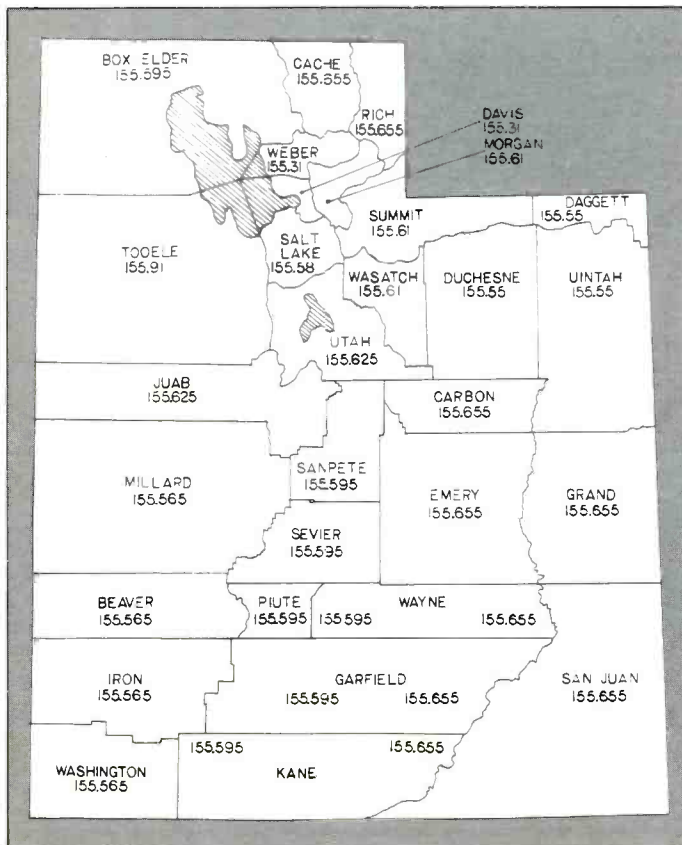 BOX ELDER
155.595
CACHE
155.655
RICH
155.655
DAVIS
155.31
MORGAN
155.61
WEBER
155.31
DAGGETT
155.55
SUMMIT
155.61
TOOELE
155.91
SALT
LAKE
155.58
WASATCH
155.61
DUCHESNE
155.55
UINTAH
155.55
UTAH
155.625
JUAB
155.625
CARBON
155.655
SANPETE
155.595
MILLARD
155.565
EMERY
155.655
GRAND
155.655
SEVIER
155.595
BEAVER
155.565
PIUTE
155.595
WAYNE
155.595 155.655
IRON
155.565
GARFIELD
155.595 155.655
SAN JUAN
155.655
155.595 155.655
KANE
WASHINGTON
155.565